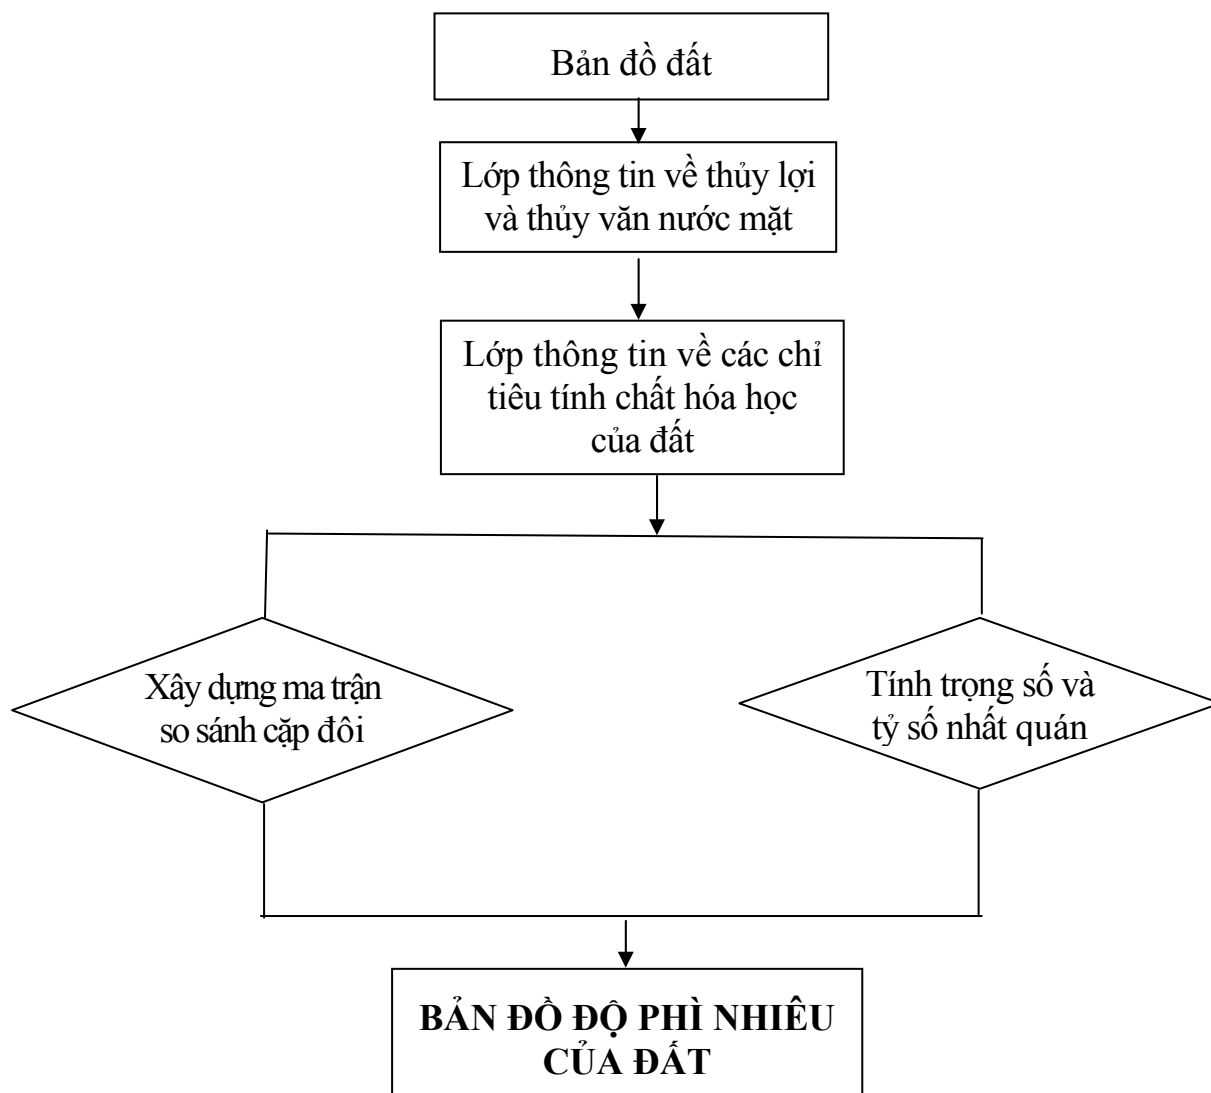 Bản đồ đất
Lớp thông tin về thủy lợi
và thủy văn nước mặt
Lớp thông tin về các chỉ
tiêu tính chất hóa học
của đất
Xây dựng ma trận
so sánh cặp đôi
Tính trọng số và
tỷ số nhất quán
BẢN ĐỒ ĐỘ PHÌ NHIÊU
CỦA ĐẤT